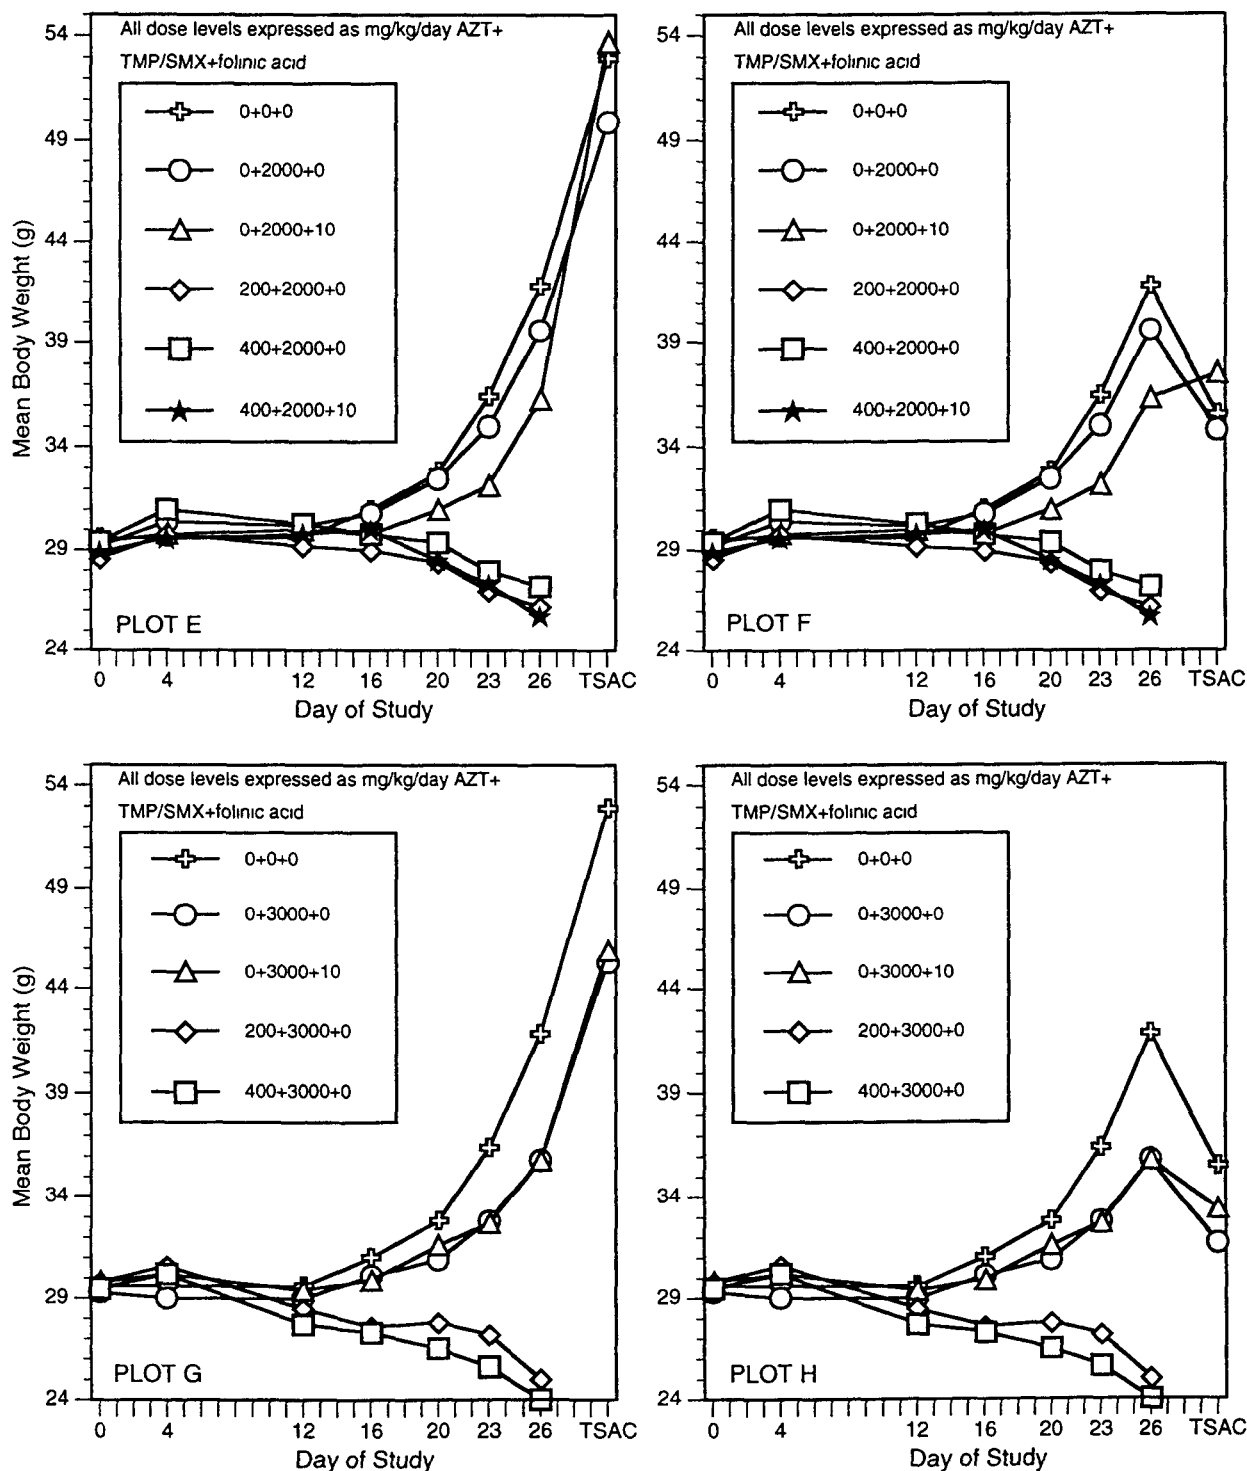 All dose levels expressed as mg/kg/day AZT+
TMP/SMX+folinic acid
0+0+0
0+2000+0
0+2000+10
200+2000+0
400+2000+0
400+2000+10
54
49
44
39
34
29
24
Mean Body Weight (g)
PLOT E
0 4 12 16 20 23 26 TSAC
Day of Study
All dose levels expressed as mg/kg/day AZT+
TMP/SMX+folinic acid
0+0+0
0+2000+0
0+2000+10
200+2000+0
400+2000+0
400+2000+10
54
49
44
39
34
29
24
PLOT F
0 4 12 16 20 23 26 TSAC
Day of Study
All dose levels expressed as mg/kg/day AZT+
TMP/SMX+folinic acid
0+0+0
0+3000+0
0+3000+10
200+3000+0
400+3000+0
54
49
44
39
34
29
24
Mean Body Weight (g)
PLOT G
0 4 12 16 20 23 26 TSAC
Day of Study
All dose levels expressed as mg/kg/day AZT+
TMP/SMX+folinic acid
0+0+0
0+3000+0
0+3000+10
200+3000+0
400+3000+0
54
49
44
39
34
29
24
PLOT H
0 4 12 16 20 23 26 TSAC
Day of Study